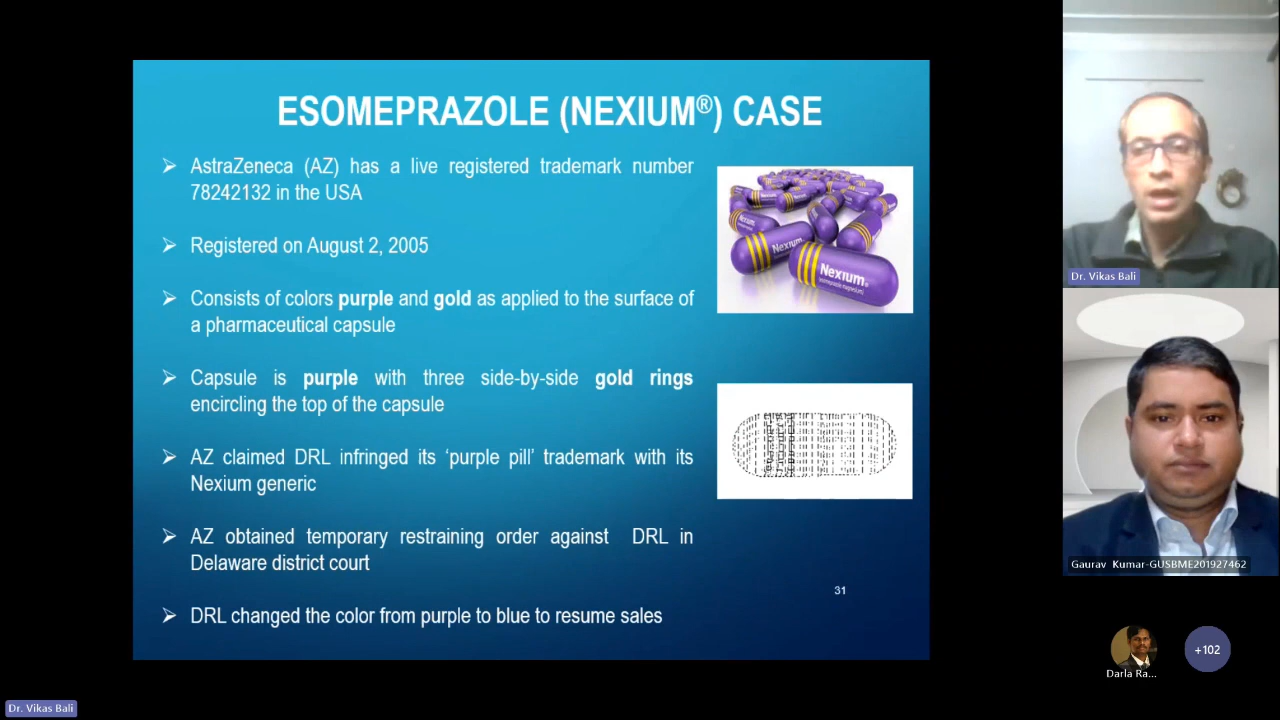 ESOMEPRAZOLE (NEXIUM®) CASE
➢ AstraZeneca (AZ) has a live registered trademark number
78242132 in the USA
➢ Registered on August 2, 2005
➢ Consists of colors purple and gold as applied to the surface of
a pharmaceutical capsule
➢ Capsule is purple with three side-by-side gold rings
encircling the top of the capsule
➢ AZ claimed DRL infringed its ‘purple pill’ trademark with its
Nexium generic
➢ AZ obtained temporary restraining order against DRL in
Delaware district court
➢ DRL changed the color from purple to blue to resume sales
Nexium
Nexium
31
Dr. Vikas Bali
Gaurav Kumar-GUSBME201927462
Darla Ra...
+102
Dr. Vikas Bali